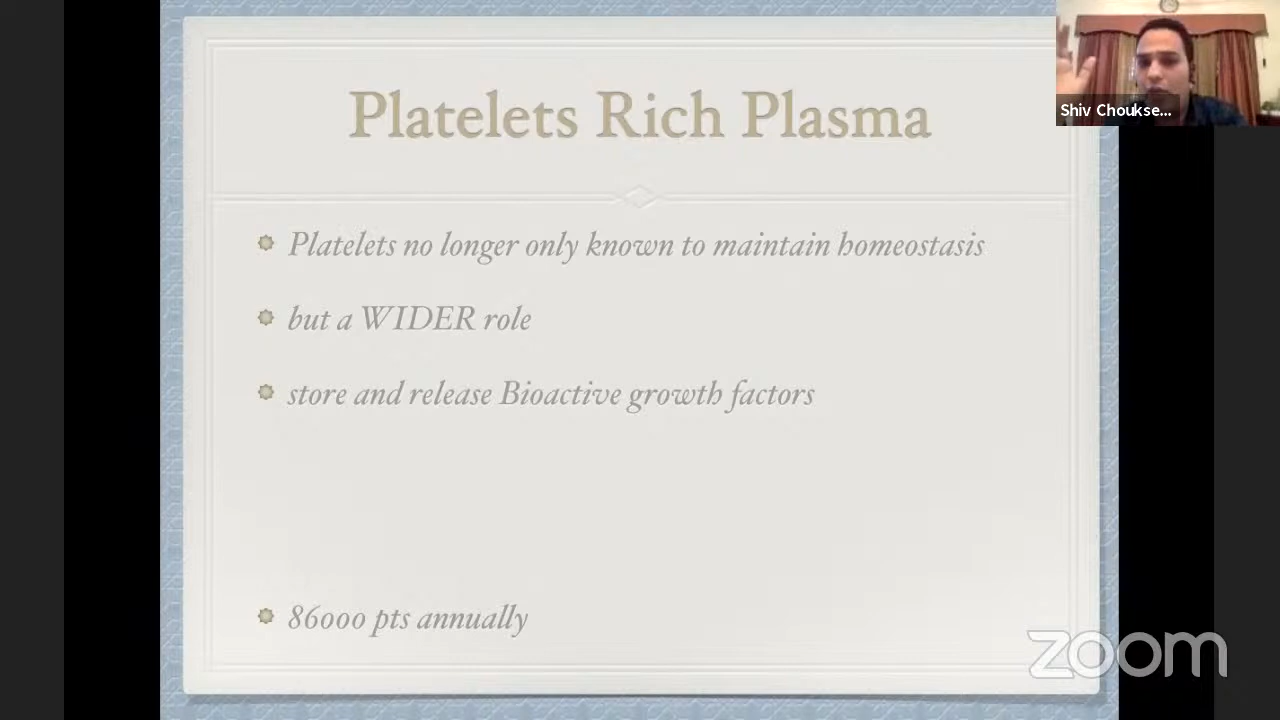 Platelets Rich Plasma
Shiv Choukse...
Platelets no longer only known to maintain homeostasis
but a WIDER role
store and release Bioactive growth factors
86000 pts annually
zoom